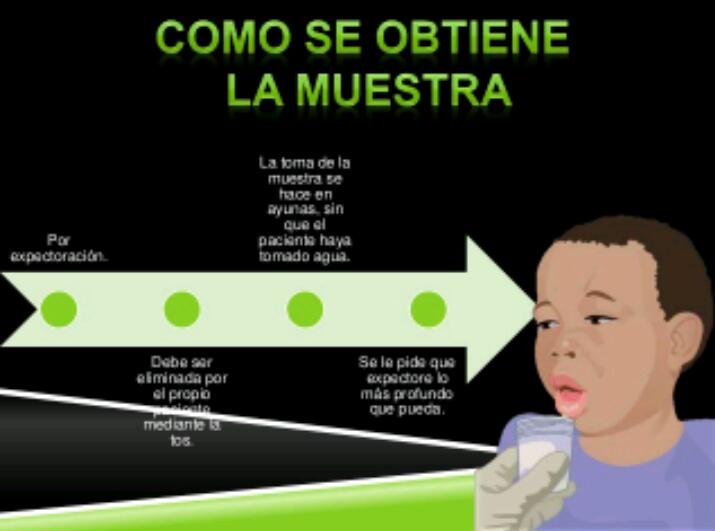 COMO SE OBTIENE
LA MUESTRA
Por
expectoración.
Debe ser
eliminada por
el propio
paciente
mediante la
tos.
La toma de la
muestra se
hace en
ayunas, sin
que el
paciente haya
tomado agua.
Se le pide que
expectore lo
más profundo
que pueda.